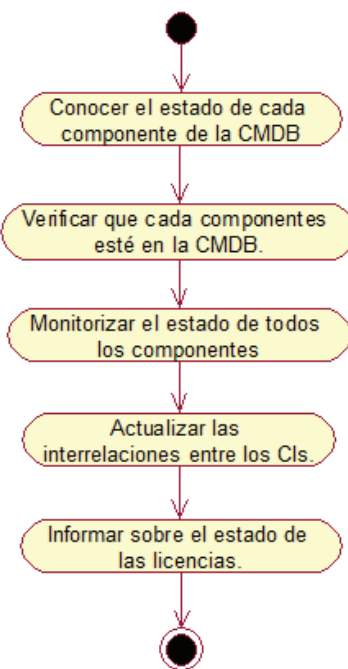 Conocer el estado de cada
componente de la CMDB
Verificar que cada componentes
esté en la CMDB.
Monitorizar el estado de todos
los componentes
Actualizar las
interrelaciones entre los CIs.
Informar sobre el estado de
las licencias.